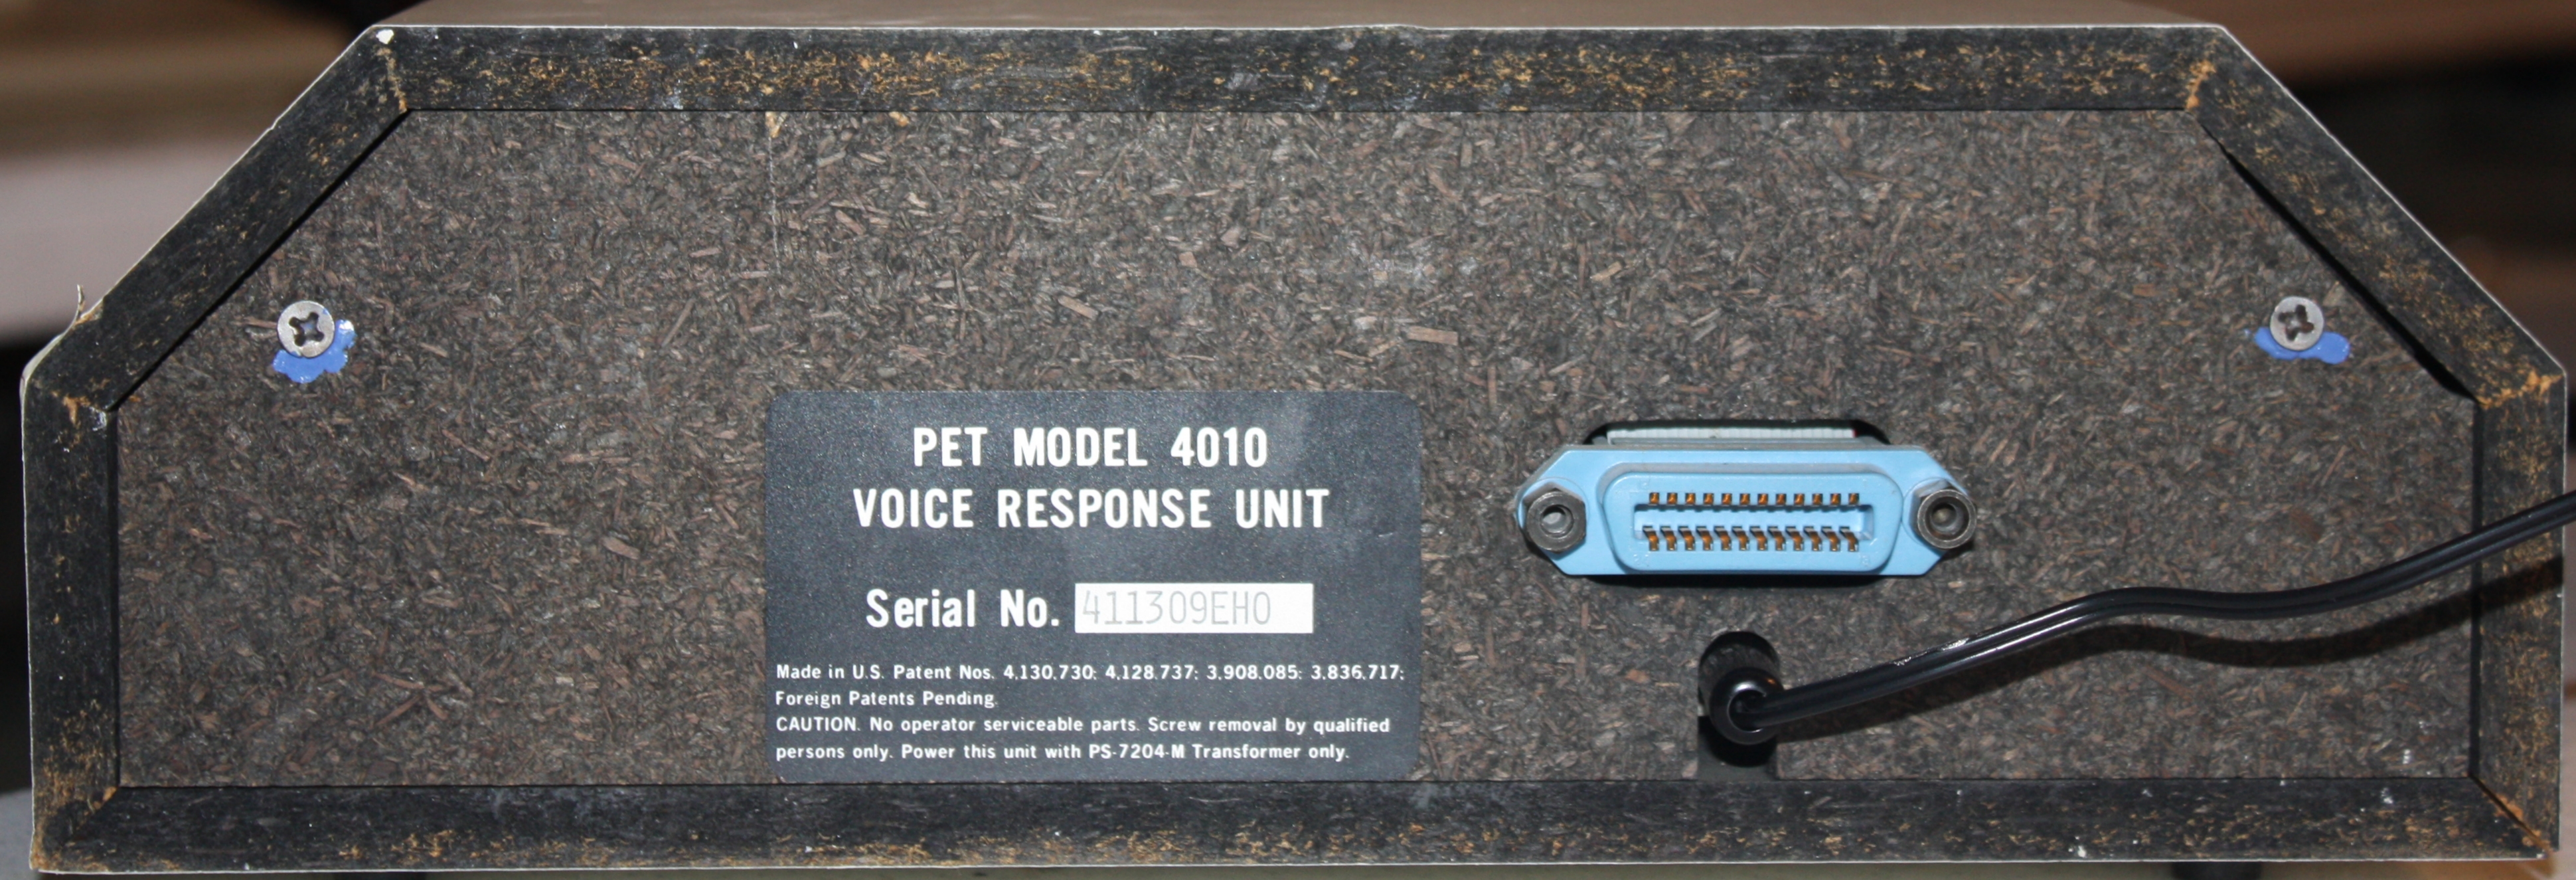 PET MODEL 4010
VOICE RESPONSE UNIT
Serial No. 411309EHO
Made in U.S. Patent Nos. 4.130.730: 4.128.737: 3.908.085: 3.836.717:
Foreign Patents Pending.
CAUTION. No operator serviceable parts. Screw removal by qualified
persons only. Power this unit with PS-7204-M Transformer only.